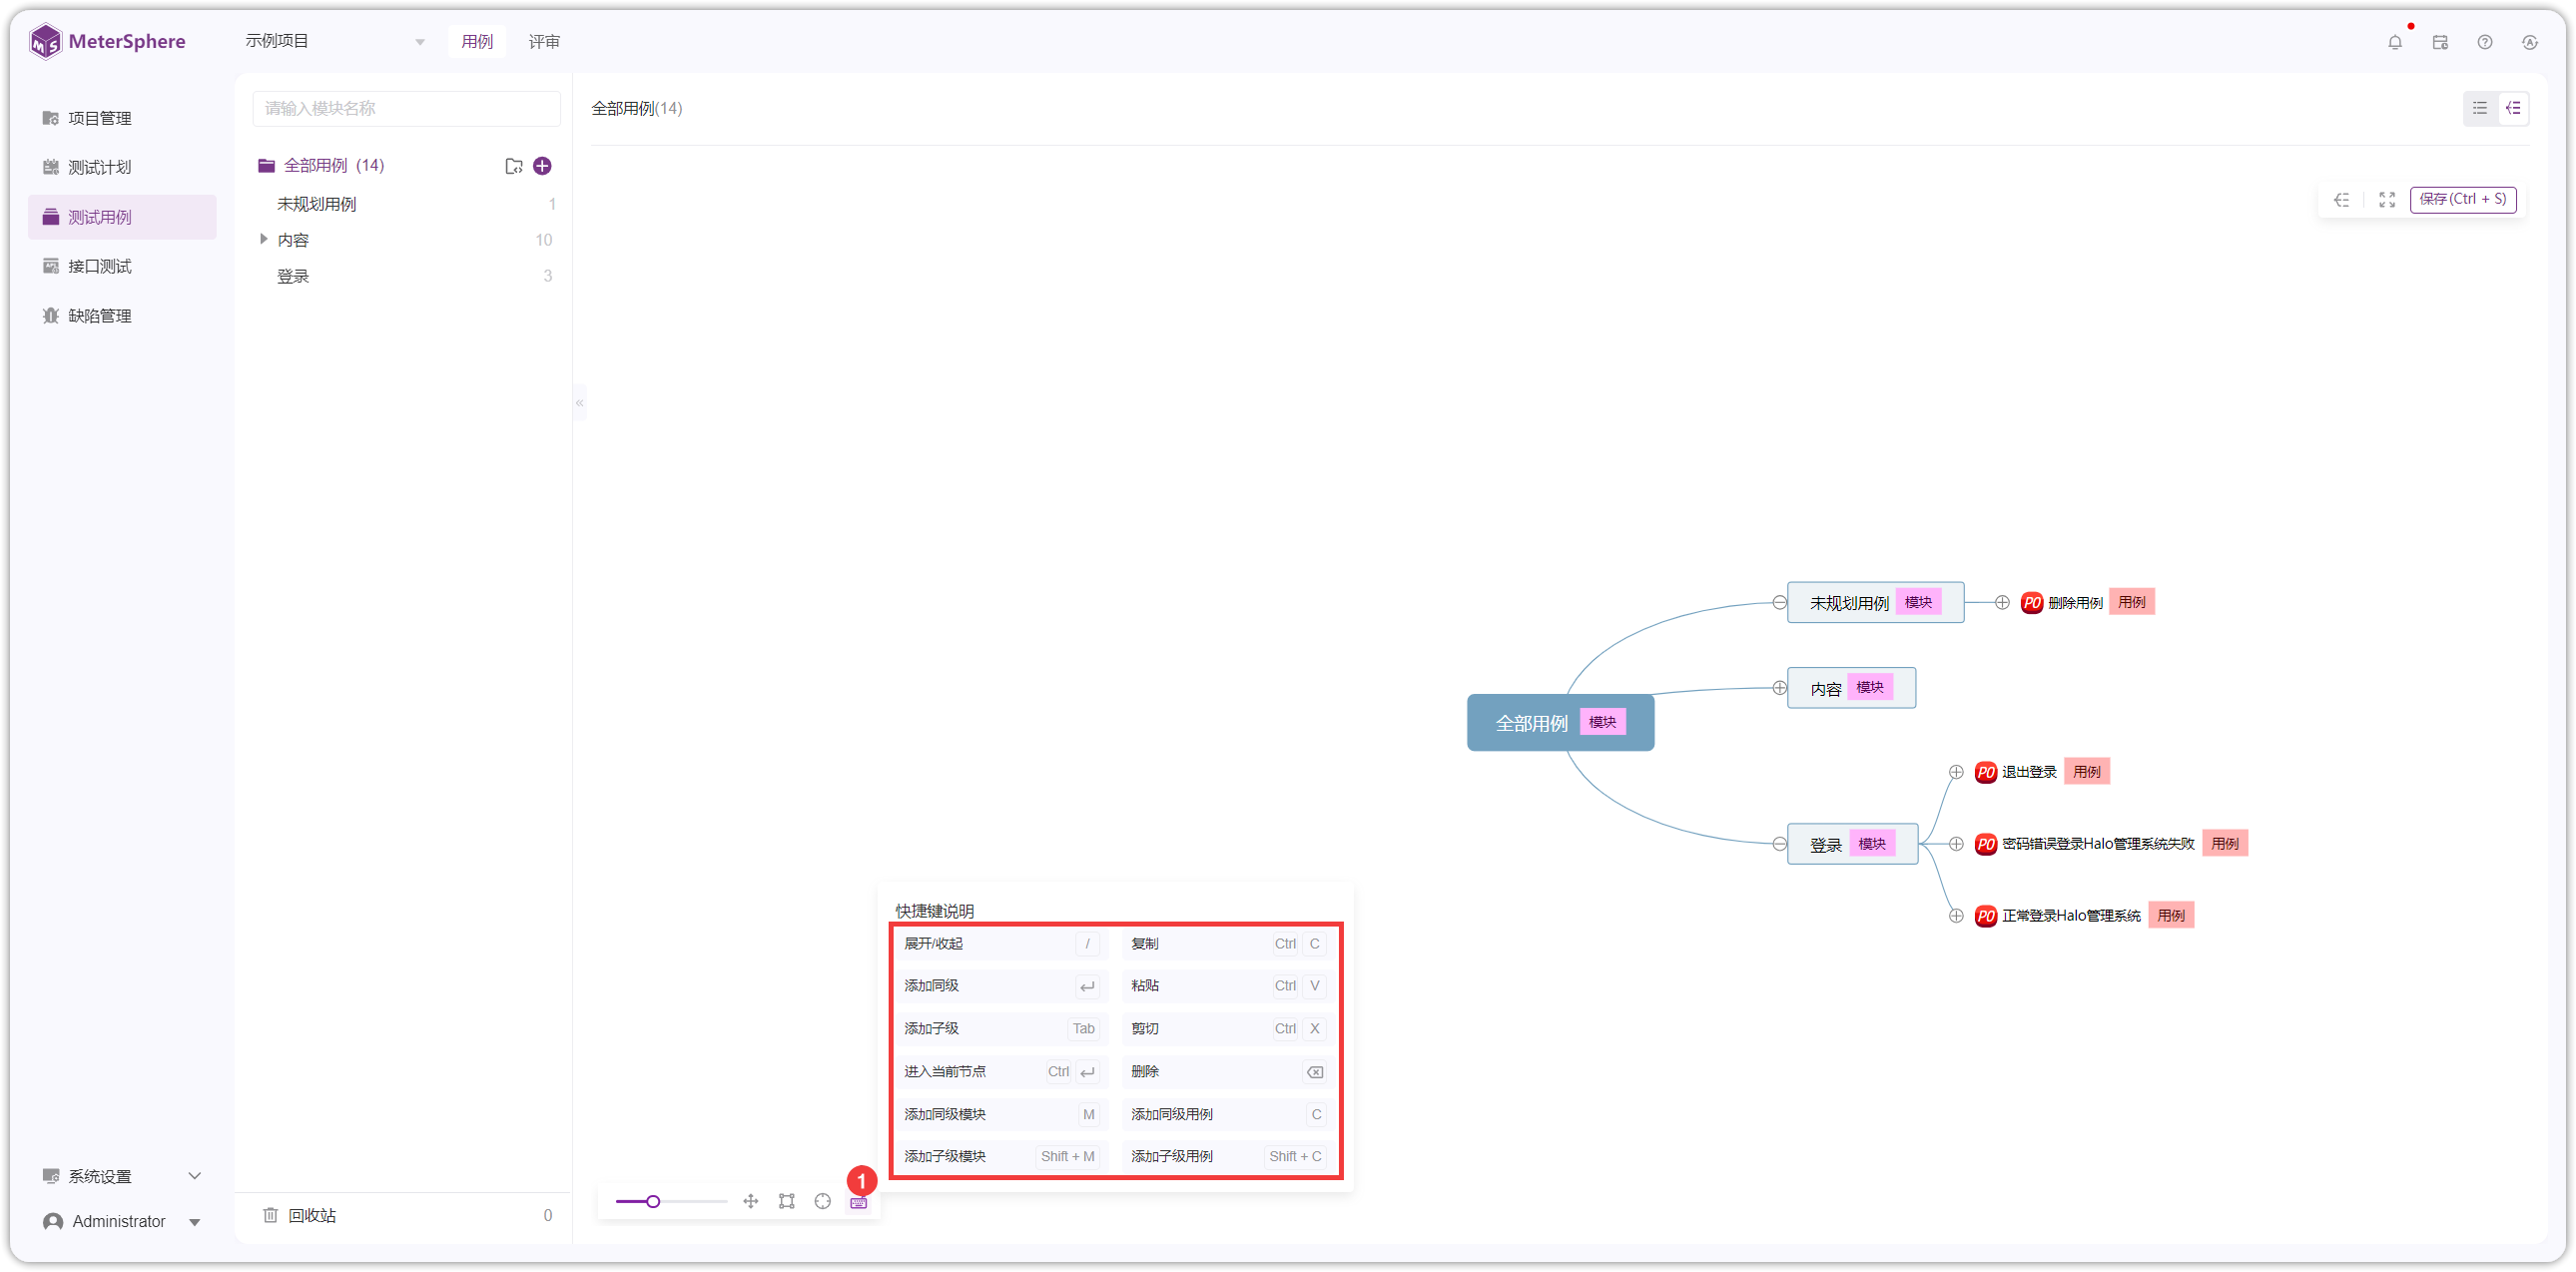 MeterSphere
示例项目
用例
评审
项目管理
测试计划
测试用例
接口测试
缺陷管理
系统设置
Administrator
请输入模块名称
全部用例 (14)
未规划用例 1
内容 10
登录 3
回收站 0
全部用例(14)
保存(Ctrl + S)
全部用例 模块
未规划用例 模块
P0 删除用例 用例
内容 模块
登录 模块
P0 退出登录 用例
P0 密码错误登录Halo管理系统失败 用例
P0 正常登录Halo管理系统 用例
快捷键说明
展开/收起 / 复制 Ctrl C
添加同级 粘贴 Ctrl V
添加子级 Tab 剪切 Ctrl X
进入当前节点 Ctrl 删除
添加同级模块 M 添加同级用例 C
添加子级模块 Shift + M 添加子级用例 Shift + C
1